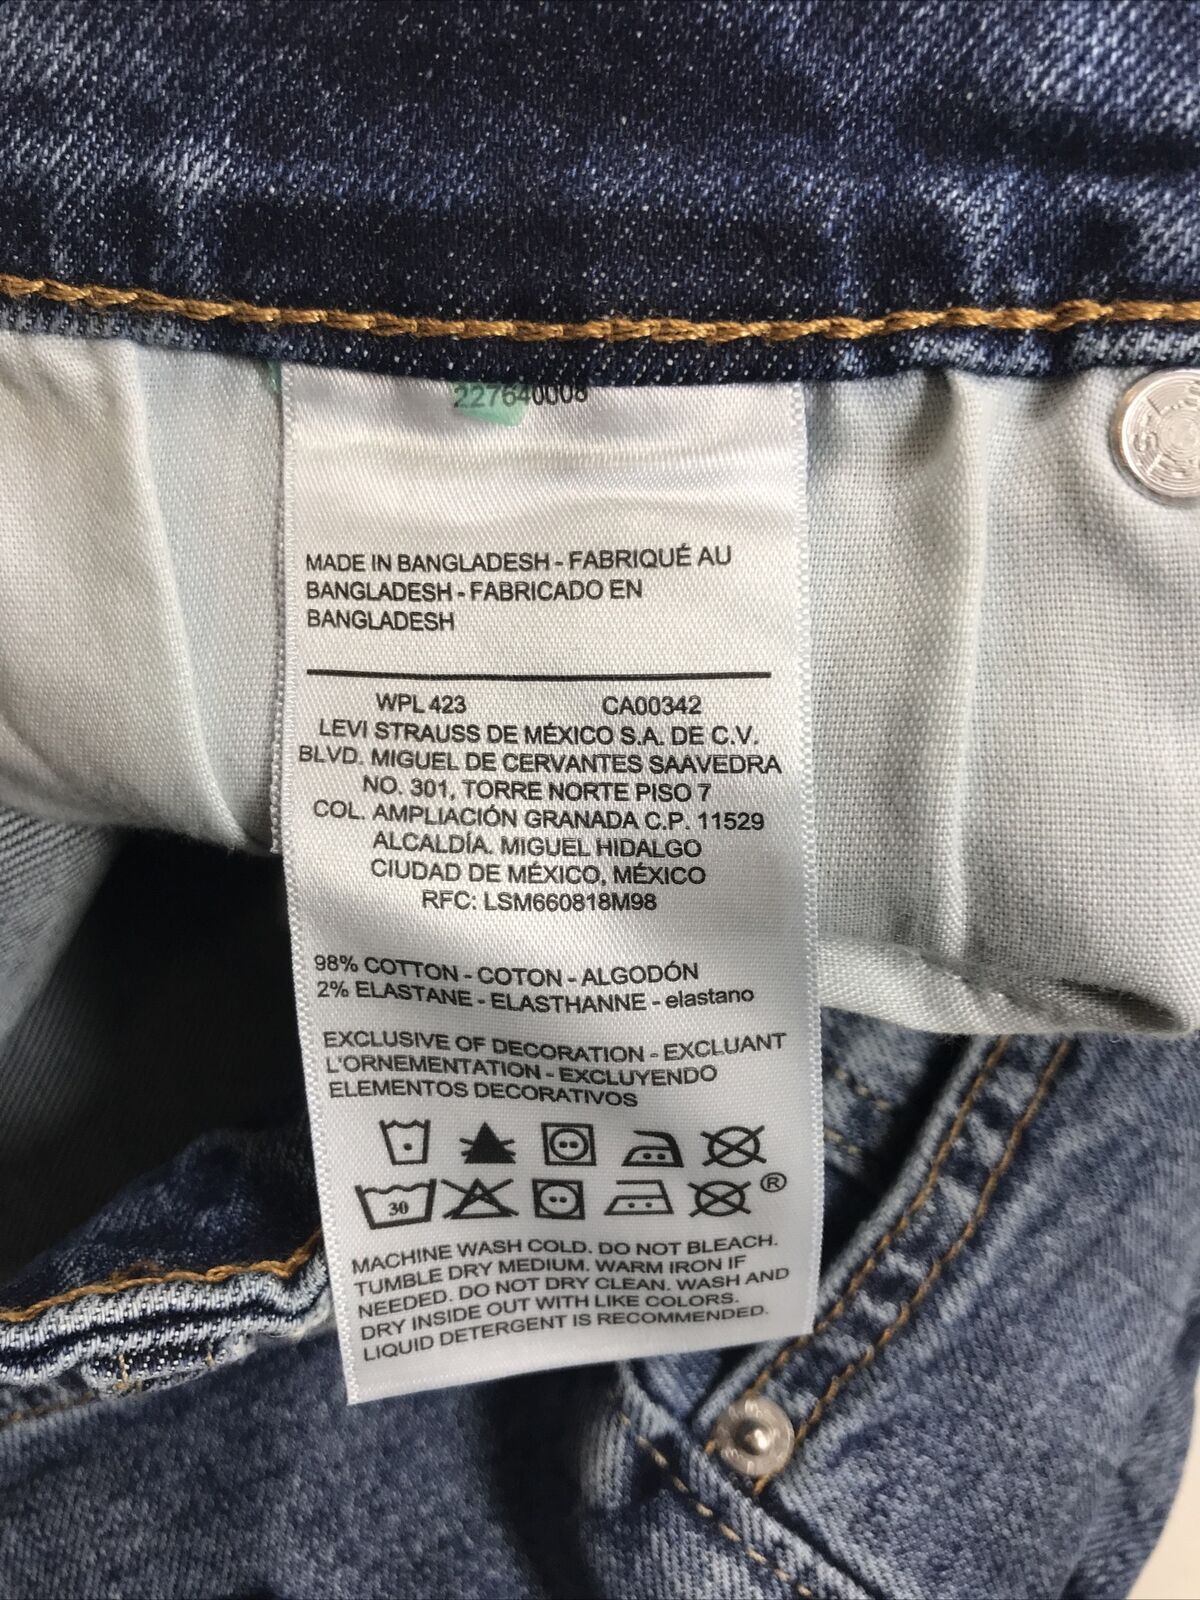 227640008
MADE IN BANGLADESH - FABRIQUÉ AU
BANGLADESH - FABRICADO EN
BANGLADESH
WPL 423 CA00342
LEVI STRAUSS DE MÉXICO S.A. DE C.V.
BLVD. MIGUEL DE CERVANTES SAAVEDRA
NO. 301, TORRE NORTE PISO 7
COL. AMPLIACIÓN GRANADA C.P. 11529
ALCALDÍA. MIGUEL HIDALGO
CIUDAD DE MÉXICO, MÉXICO
RFC: LSM660818M98
98% COTTON - COTON - ALGODÓN
2% ELASTANE - ELASTHANNE - elastano
EXCLUSIVE OF DECORATION - EXCLUANT
L'ORNEMENTATION - EXCLUYENDO
ELEMENTOS DECORATIVOS
30 ®
MACHINE WASH COLD. DO NOT BLEACH.
TUMBLE DRY MEDIUM. WARM IRON IF
NEEDED. DO NOT DRY CLEAN. WASH AND
DRY INSIDE OUT WITH LIKE COLORS.
LIQUID DETERGENT IS RECOMMENDED.